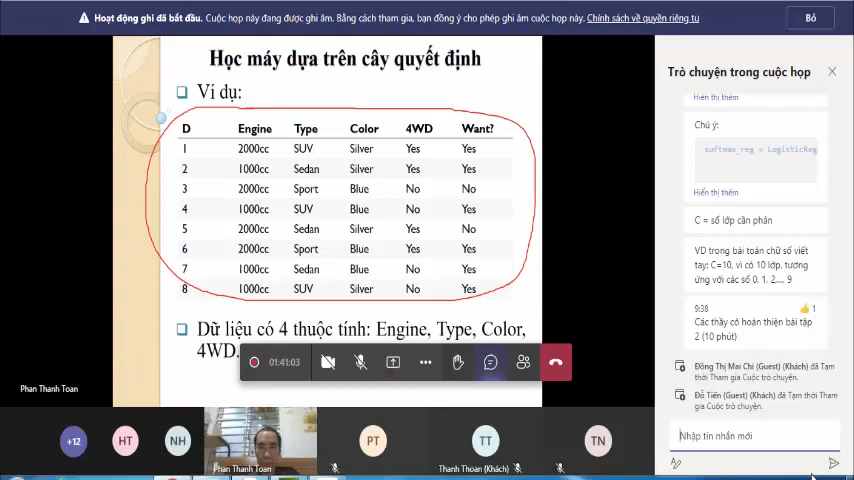 Hoạt động ghi đã bắt đầu. Cuộc họp này đang được ghi âm. Bằng cách tham gia, bạn đồng ý cho phép ghi âm cuộc họp này. Chính sách về quyền riêng tư
Bỏ
Học máy dựa trên cây quyết định
Ví dụ:
D Engine Type Color 4WD Want?
1 2000cc SUV Silver Yes Yes
2 1000cc Sedan Silver Yes Yes
3 2000cc Sport Blue No No
4 1000cc SUV Blue No Yes
5 2000cc Sedan Silver Yes No
6 2000cc Sport Blue Yes Yes
7 1000cc Sedan Blue No Yes
8 1000cc SUV Silver No Yes
Dữ liệu có 4 thuộc tính: Engine, Type, Color,
4WD.
01:41:03
Phan Thanh Toan
+12
HT
NH
Phan Thanh Toan
PT
TT
Thanh Thoan (Khách)
TN
Trò chuyện trong cuộc họp
Hiển thị thêm
Chú ý:
softmax_reg = LogisticReg
Hiển thị thêm
C = số lớp cần phân
VD trong bài toán chữ số viết
tay: C=10, vì có 10 lớp, tương
ứng với các số 0, 1, 2,... 9
9:38
1
Các thầy cô hoàn thiện bài tập
2 (10 phút)
Đồng Thị Mai Chi (Guest) (Khách) đã Tạm
thời Tham gia Cuộc trò chuyện.
Đỗ Tiến (Guest) (Khách) đã Tạm thời Tham
gia Cuộc trò chuyện.
Nhập tin nhắn mới